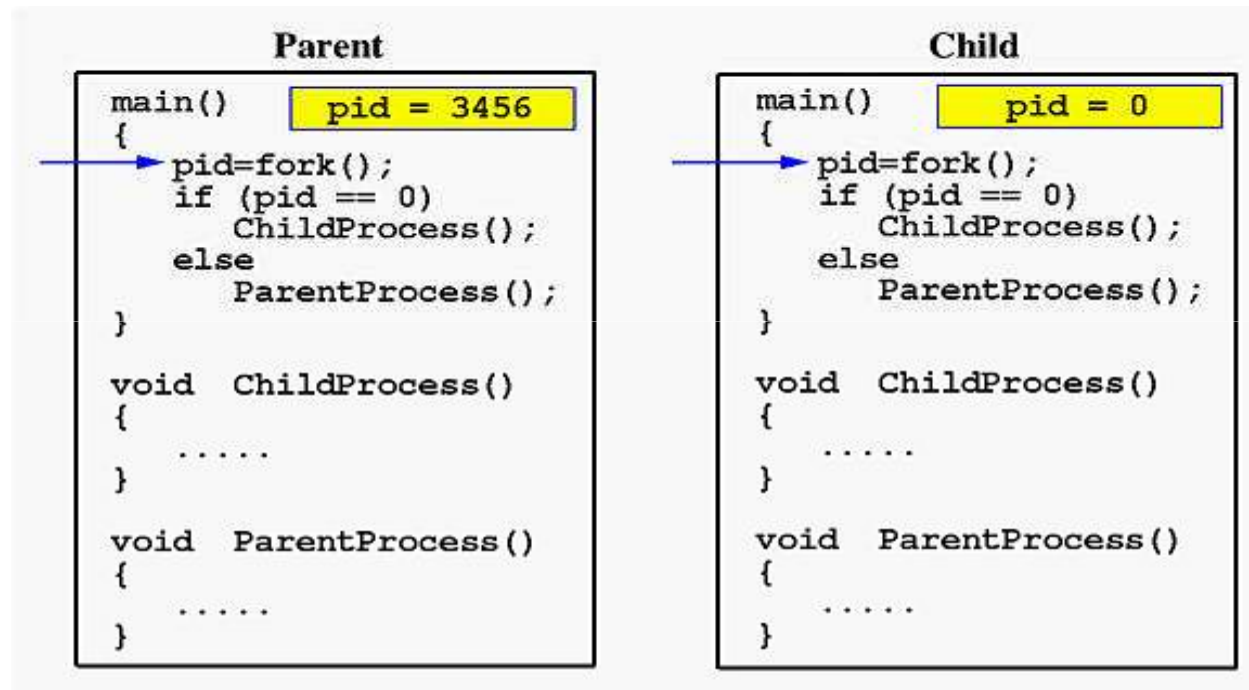 Parent
main()
pid = 3456
{
pid=fork();
if (pid == 0)
ChildProcess();
else
ParentProcess();
}
void ChildProcess()
{
.....
}
void ParentProcess()
{
.....
}
Child
main()
pid = 0
{
pid=fork();
if (pid == 0)
ChildProcess();
else
ParentProcess();
}
void ChildProcess()
{
.....
}
void ParentProcess()
{
.....
}